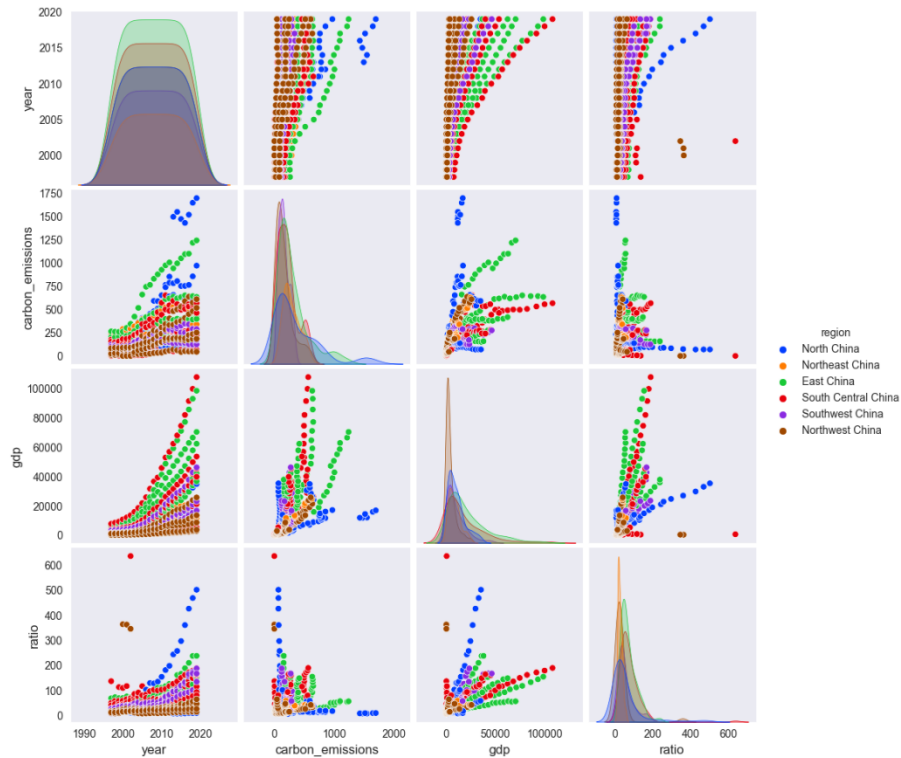 2020
2015
2010
2005
2000
year
1750
1500
1250
1000
750
500
250
0
carbon_emissions
100000
80000
60000
40000
20000
0
gdp
600
500
400
300
200
100
0
ratio
1990 2000 2010 2020
year
0 1000 2000
carbon_emissions
0 50000 100000
gdp
0 200 400 600
ratio
region
North China
Northeast China
East China
South Central China
Southwest China
Northwest China